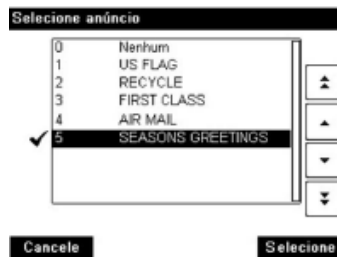 Selecione anúncio
0 Nenhum
1 US FLAG
2 RECYCLE
3 FIRST CLASS
4 AIR MAIL
5 SEASONS GREETINGS
Cancele Selecione